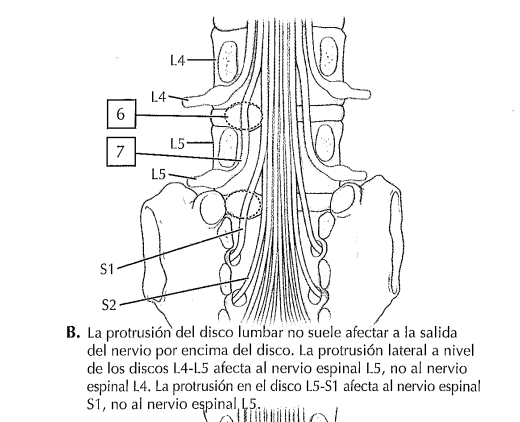 L4
L4
6
L5
7
L5
S1
S2
B. La protrusión del disco lumbar no suele afectar a la salida
del nervio por encima del disco. La protrusión lateral a nivel
de los discos L4-L5 afecta al nervio espinal L5, no al nervio
espinal L4. La protrusión en el disco L5-S1 afecta al nervio espinal
S1, no al nervio espinal L5.